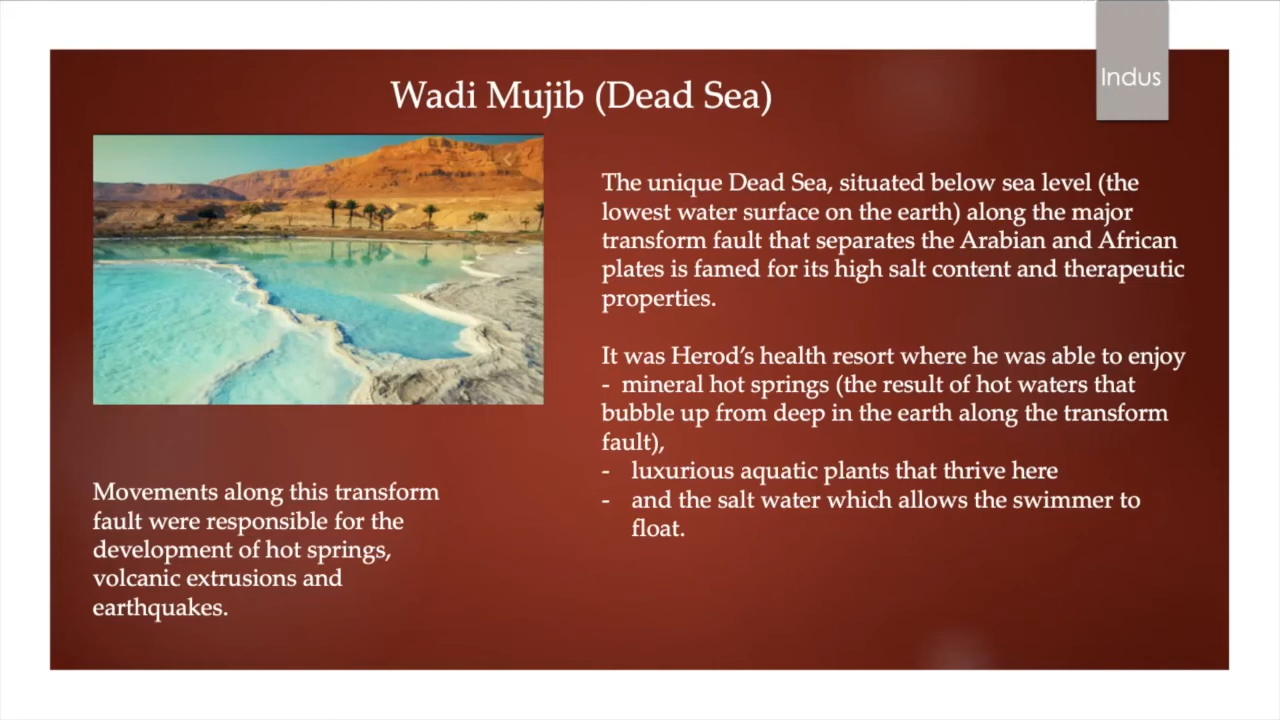 Indus
Wadi Mujib (Dead Sea)
The unique Dead Sea, situated below sea level (the
lowest water surface on the earth) along the major
transform fault that separates the Arabian and African
plates is famed for its high salt content and therapeutic
properties.
It was Herod’s health resort where he was able to enjoy
- mineral hot springs (the result of hot waters that
bubble up from deep in the earth along the transform
fault),
- luxurious aquatic plants that thrive here
- and the salt water which allows the swimmer to
float.
Movements along this transform
fault were responsible for the
development of hot springs,
volcanic extrusions and
earthquakes.